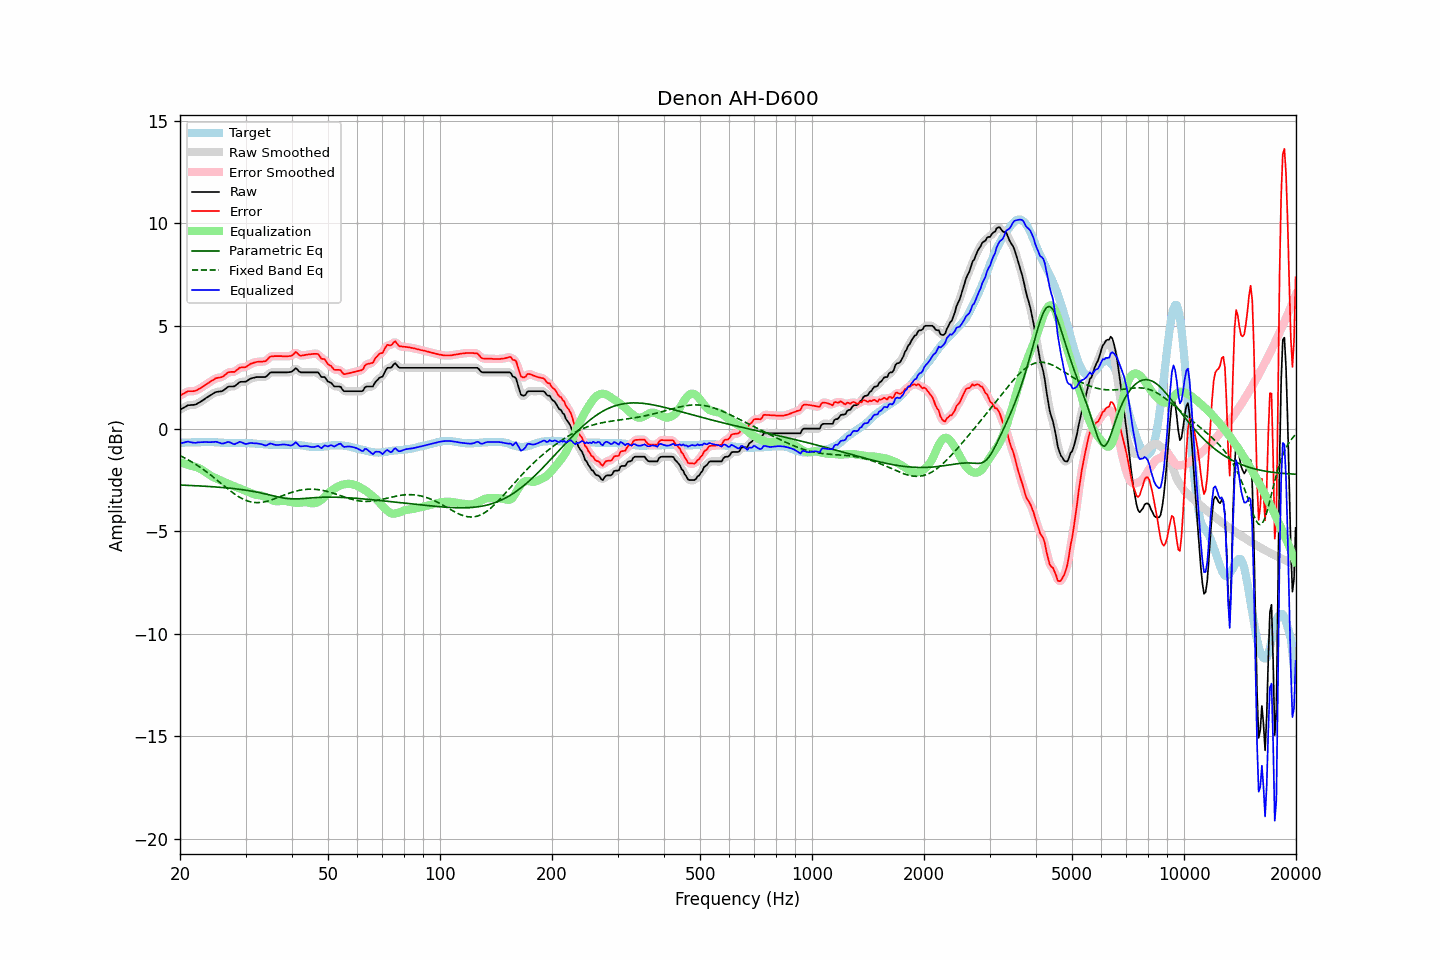 Denon AH-D600
Target
Raw Smoothed
Error Smoothed
Raw
Error
Equalization
Parametric Eq
Fixed Band Eq
Equalized
15
10
5
0
−5
−10
−15
−20
Amplitude (dBr)
20
50
100
200
500
1000
2000
5000
10000
20000
Frequency (Hz)